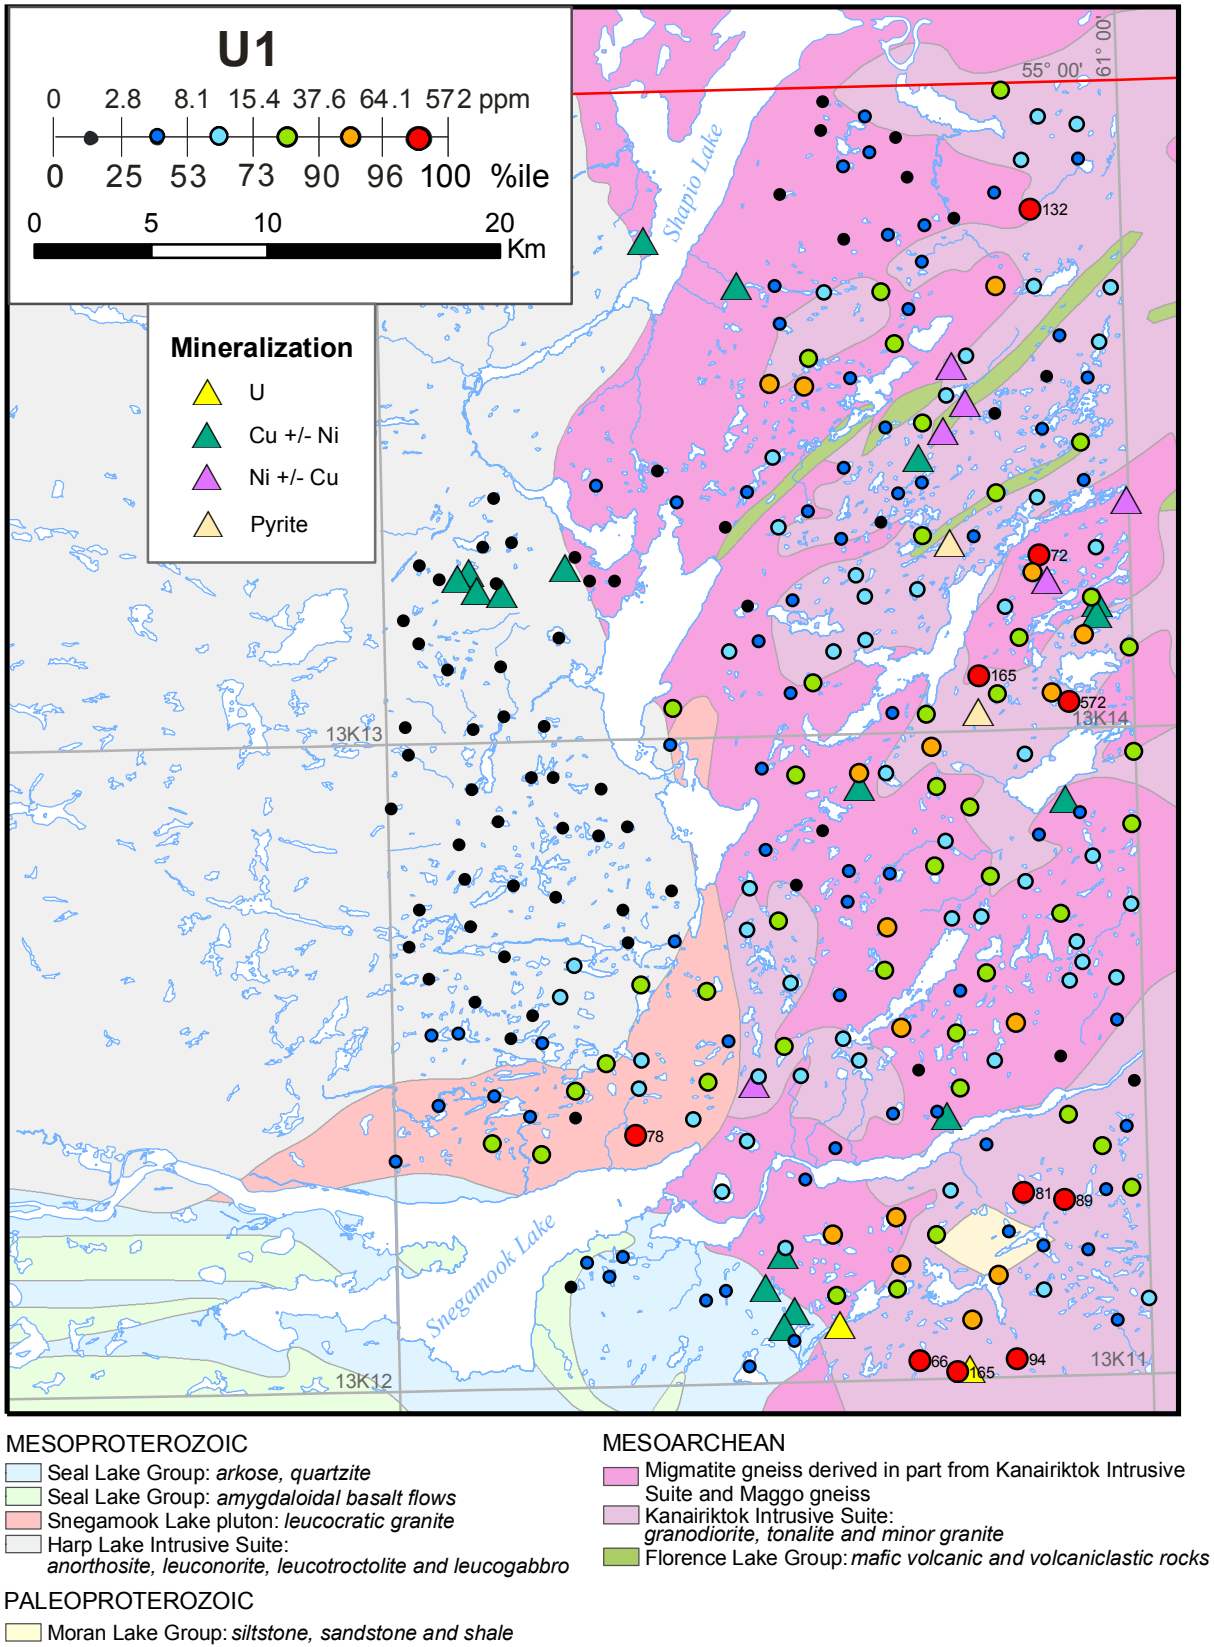 U1
0 2.8 8.1 15.4 37.6 64.1 572 ppm
0 25 53 73 90 96 100 %ile
0 5 10 20
Km
Mineralization
U
Cu +/- Ni
Ni +/- Cu
Pyrite
55° 00'
61° 00'
Shapio Lake
132
72
165
572
13K14
13K13
78
81
89
Snegamook Lake
66
165
94
13K11
13K12
MESOPROTEROZOIC
Seal Lake Group: arkose, quartzite
Seal Lake Group: amygdaloidal basalt flows
Snegamook Lake pluton: leucocratic granite
Harp Lake Intrusive Suite:
anorthosite, leuconorite, leucotroctolite and leucogabbro
PALEOPROTEROZOIC
Moran Lake Group: siltstone, sandstone and shale
MESOARCHEAN
Migmatite gneiss derived in part from Kanairiktok Intrusive
Suite and Maggo gneiss
Kanairiktok Intrusive Suite:
granodiorite, tonalite and minor granite
Florence Lake Group: mafic volcanic and volcaniclastic rocks